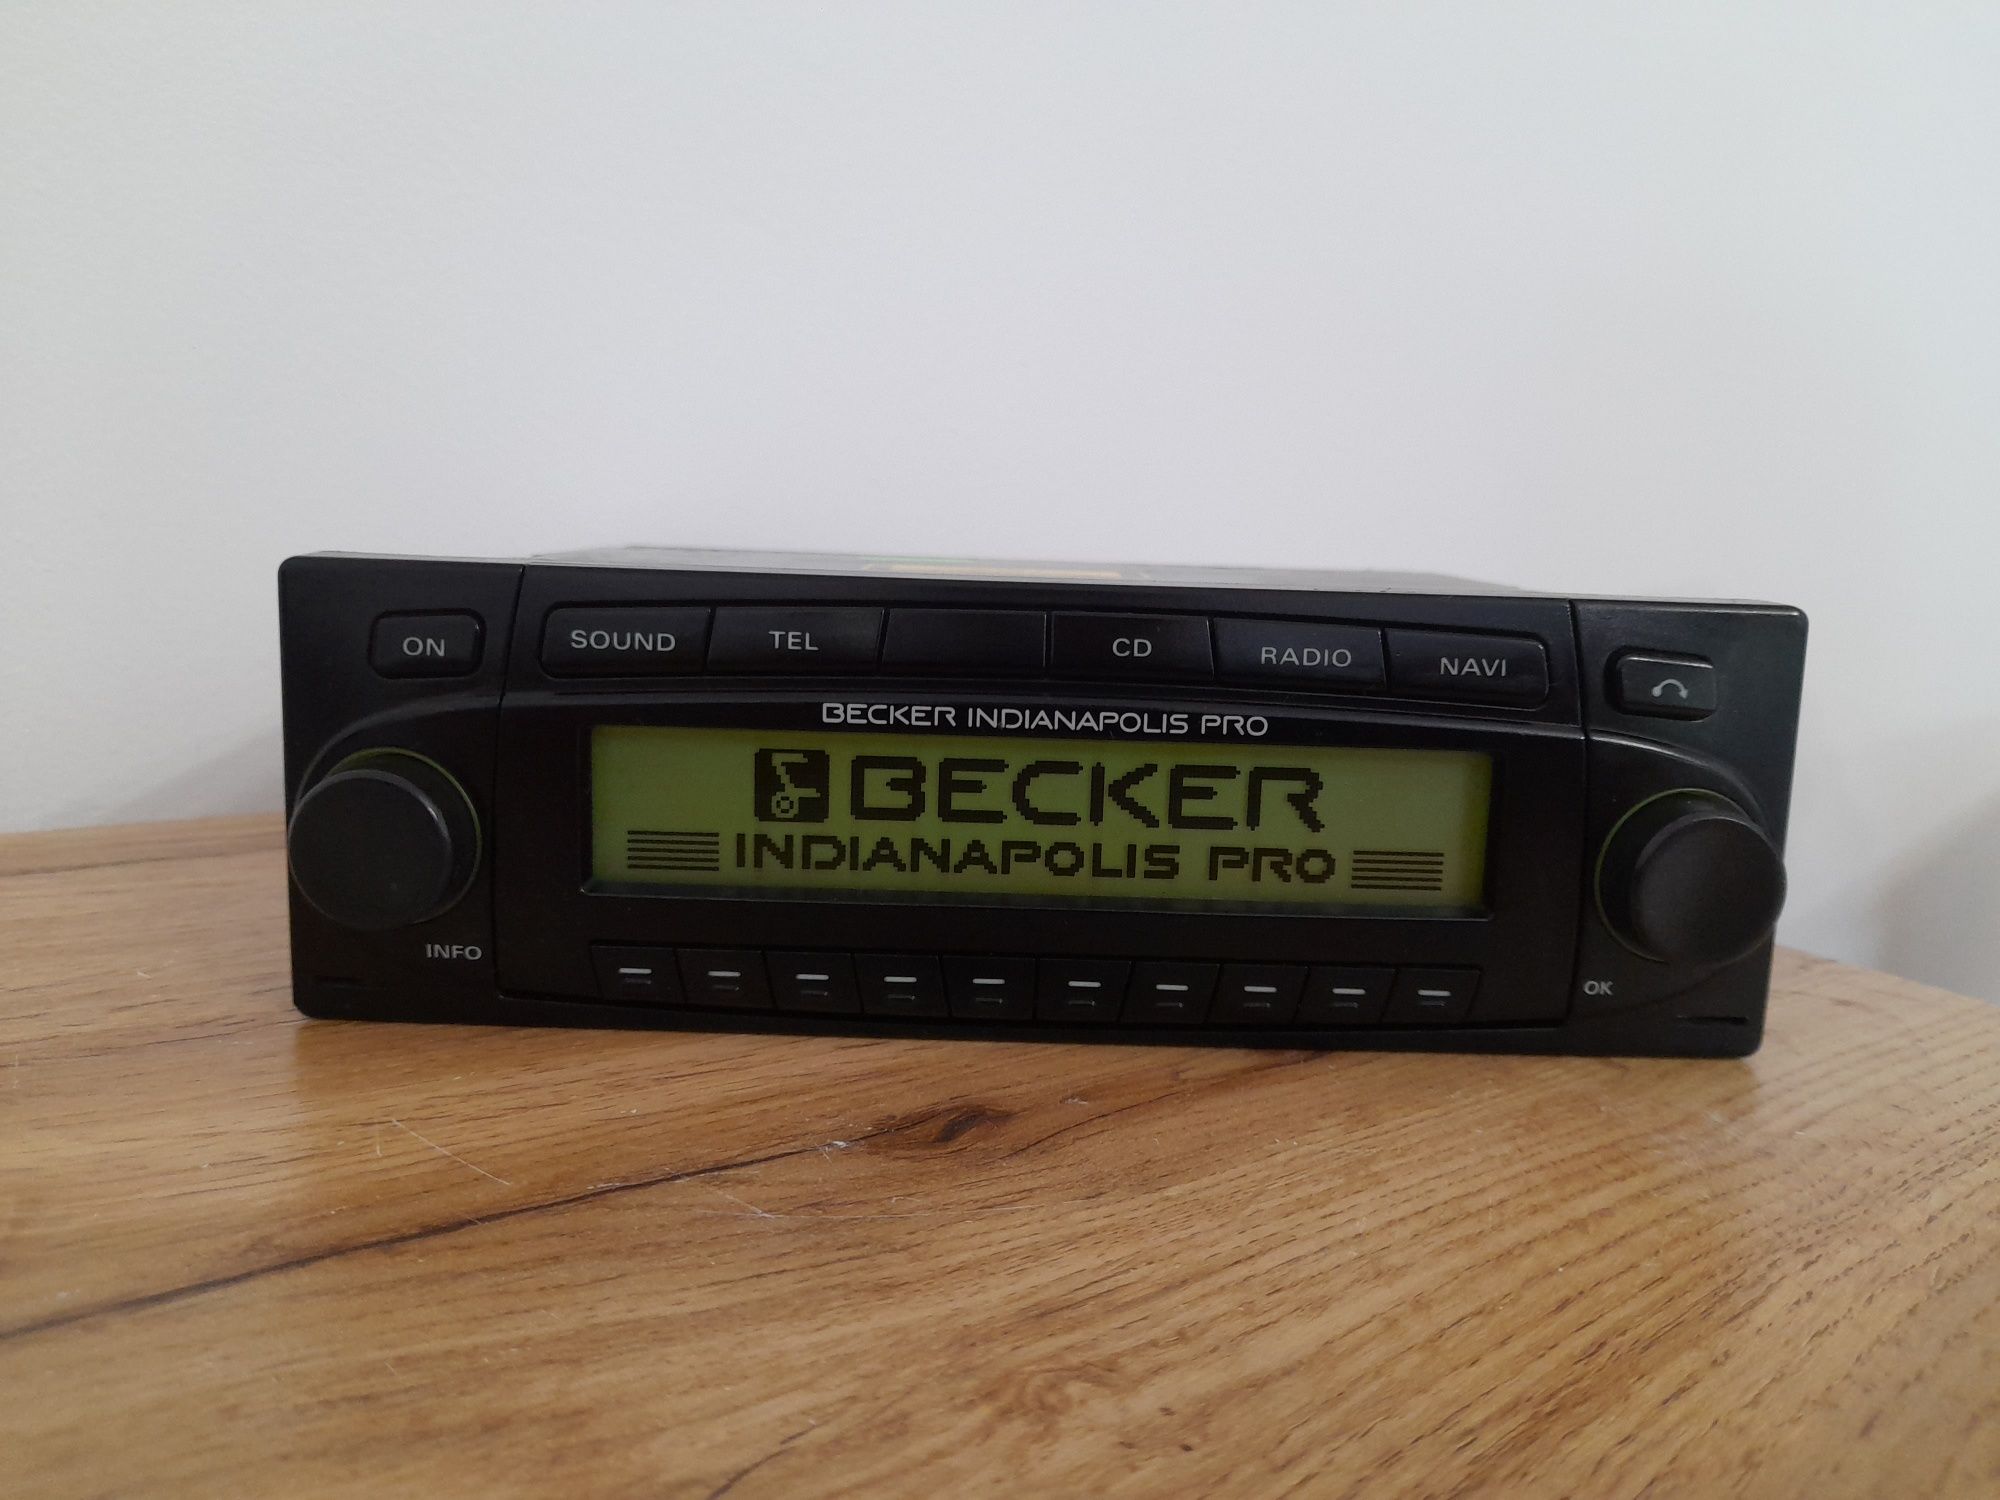 ON SOUND TEL CD RADIO NAVI
BECKER INDIANAPOLIS PRO
BECKER
INDIANAPOLIS PRO
INFO
OK